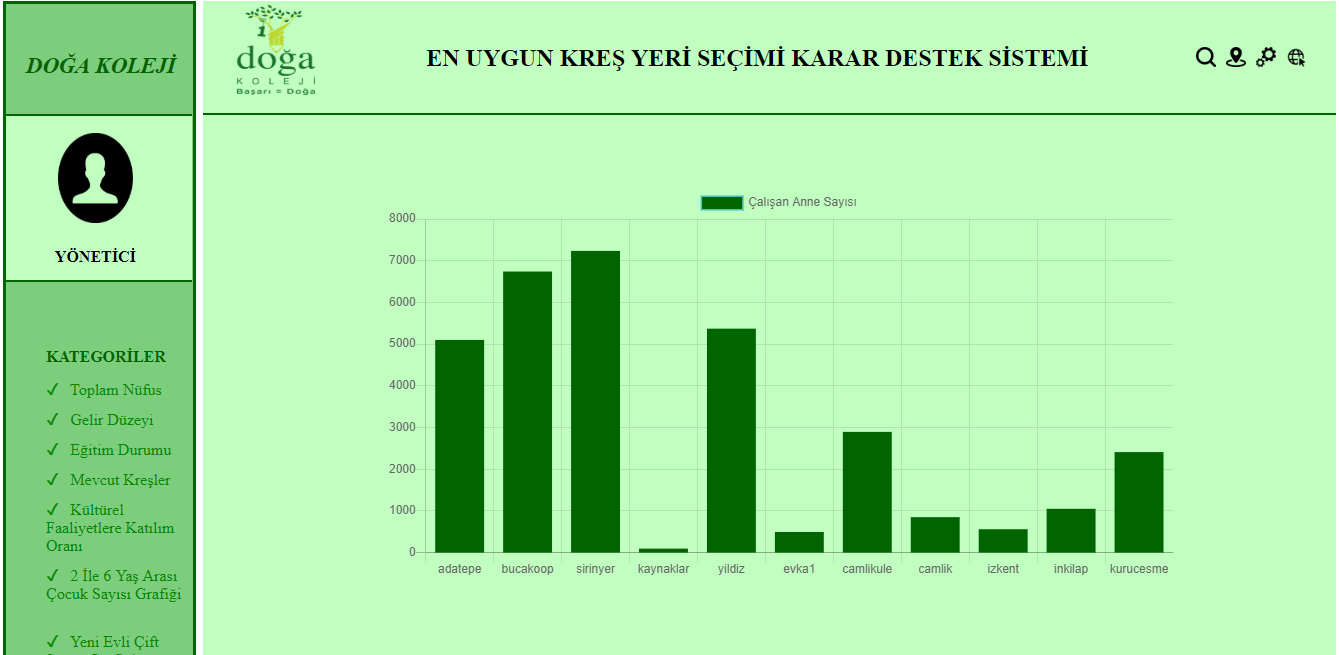 DOĞA KOLEJİ
YÖNETİCİ
KATEGORİLER
Toplam Nüfus
Gelir Düzeyi
Eğitim Durumu
Mevcut Kreşler
Kültürel
Faaliyetlere Katılım
Oranı
2 İle 6 Yaş Arası
Çocuk Sayısı Grafiği
Yeni Evli Çift
doğa
KOLEJİ
Başarı = Doğa
EN UYGUN KREŞ YERİ SEÇİMİ KARAR DESTEK SİSTEMİ
Çalışan Anne Sayısı
8000
7000
6000
5000
4000
3000
2000
1000
0
adatepe bucakoop sirinyer kaynaklar yildiz evka1 camlikule camlik izkent inkilap kurucesme